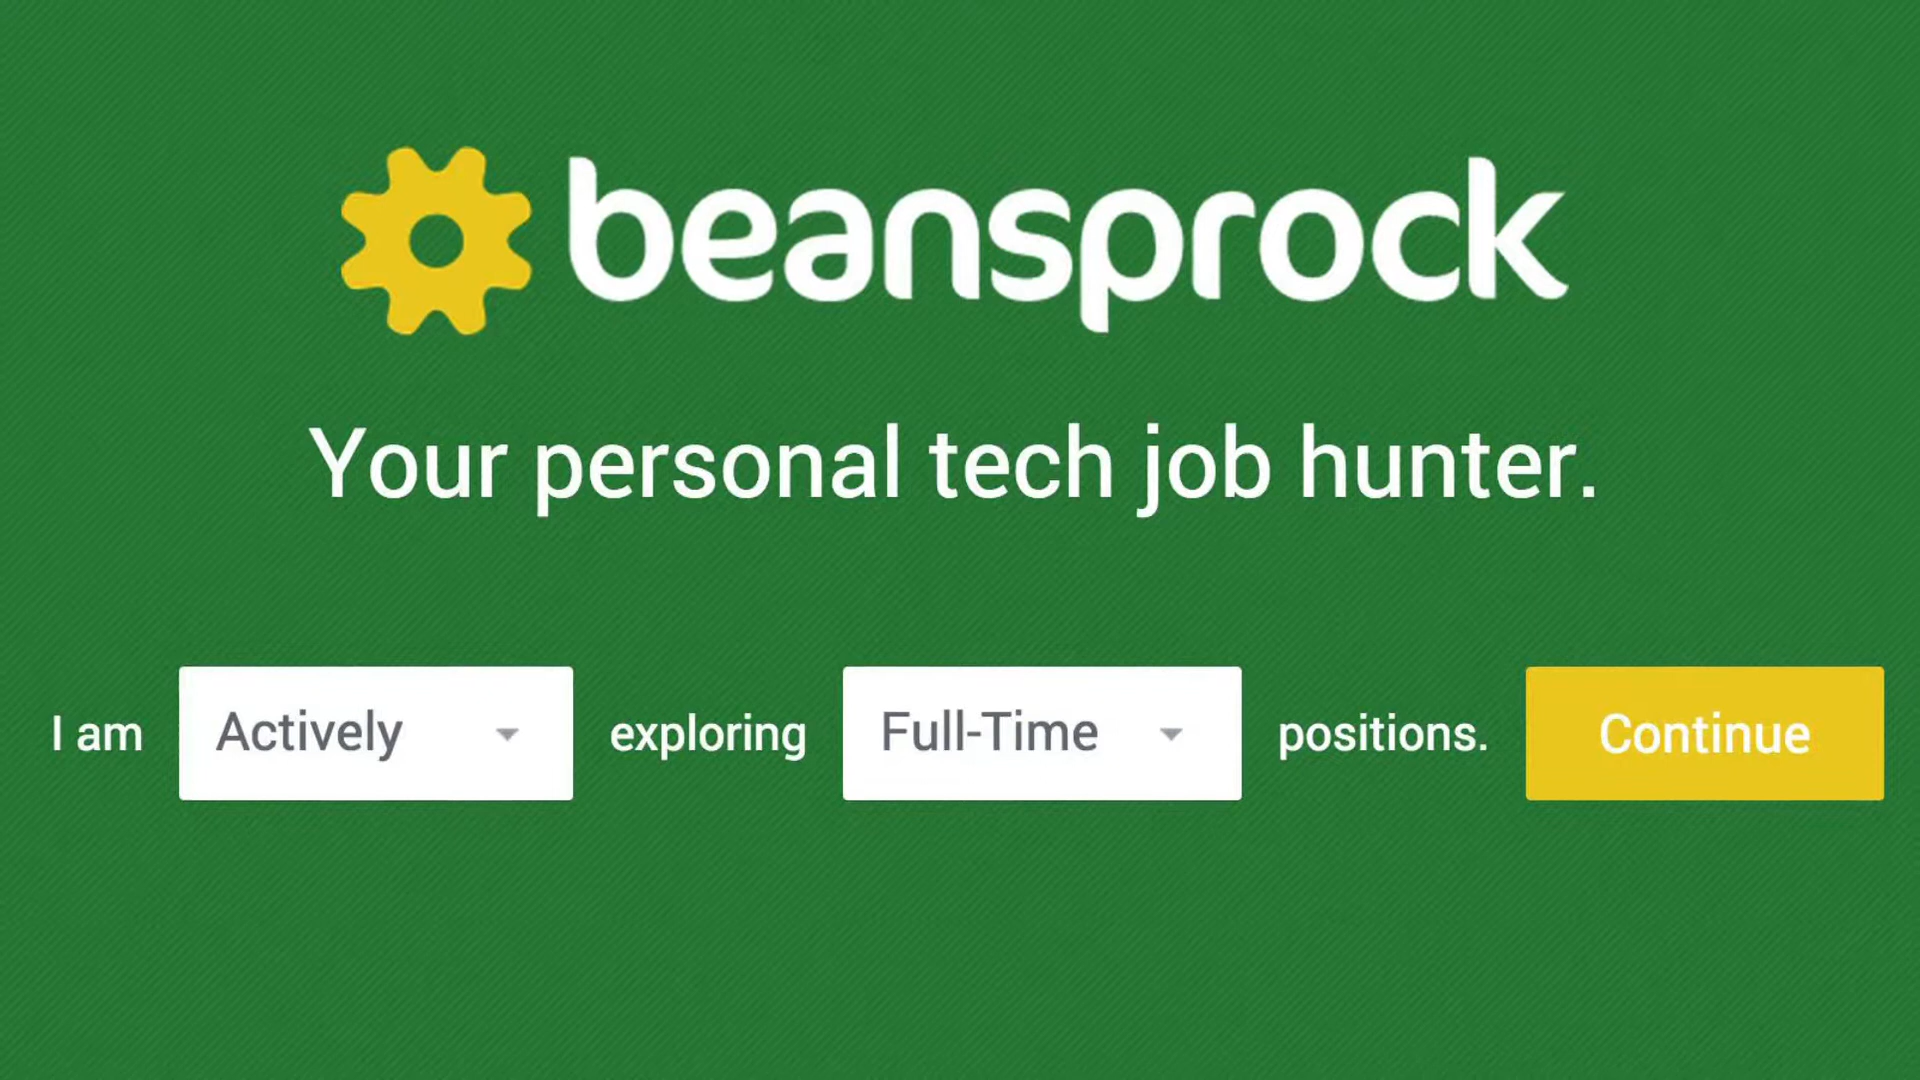 beansprock
Your personal tech job hunter.
I am Actively exploring Full-Time positions. Continue